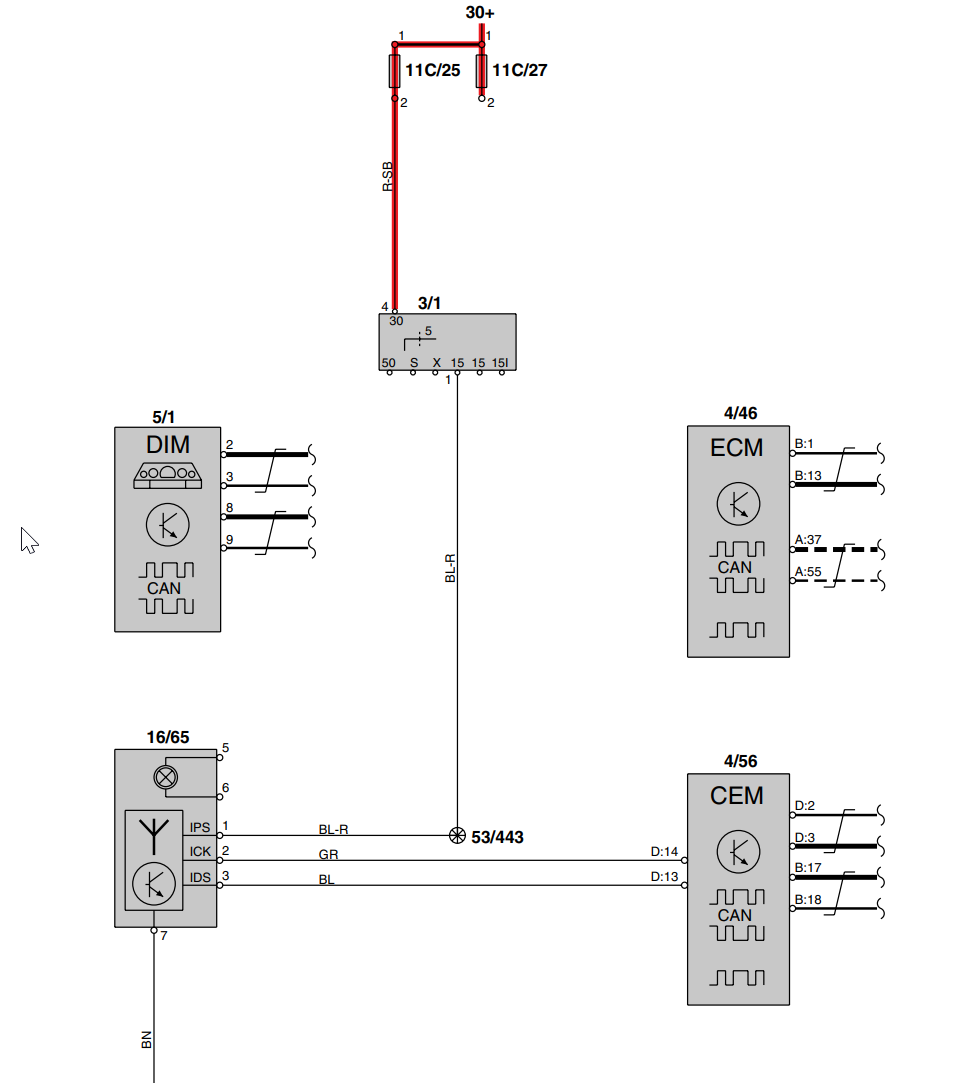 30+
1
1
11C/25
11C/27
2
2
R-SB
3/1
4
30
5
50 S X 15 15 15I
1
5/1
DIM
2
3
8
9
CAN
4/46
ECM
B:1
B:13
A:37
A:55
CAN
BL-R
16/65
5
6
IPS 1 BL-R
53/443
ICK 2 GR
IDS 3 BL
7
BN
4/56
CEM
D:14
D:13
D:2
D:3
B:17
B:18
CAN